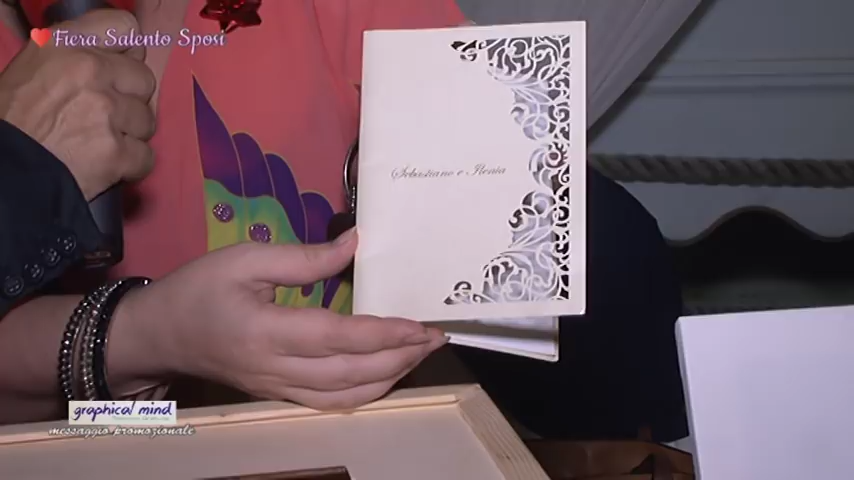 Fiera Salento Sposi
Sebastiano e Ilenia
graphical mind
messaggio promozionale